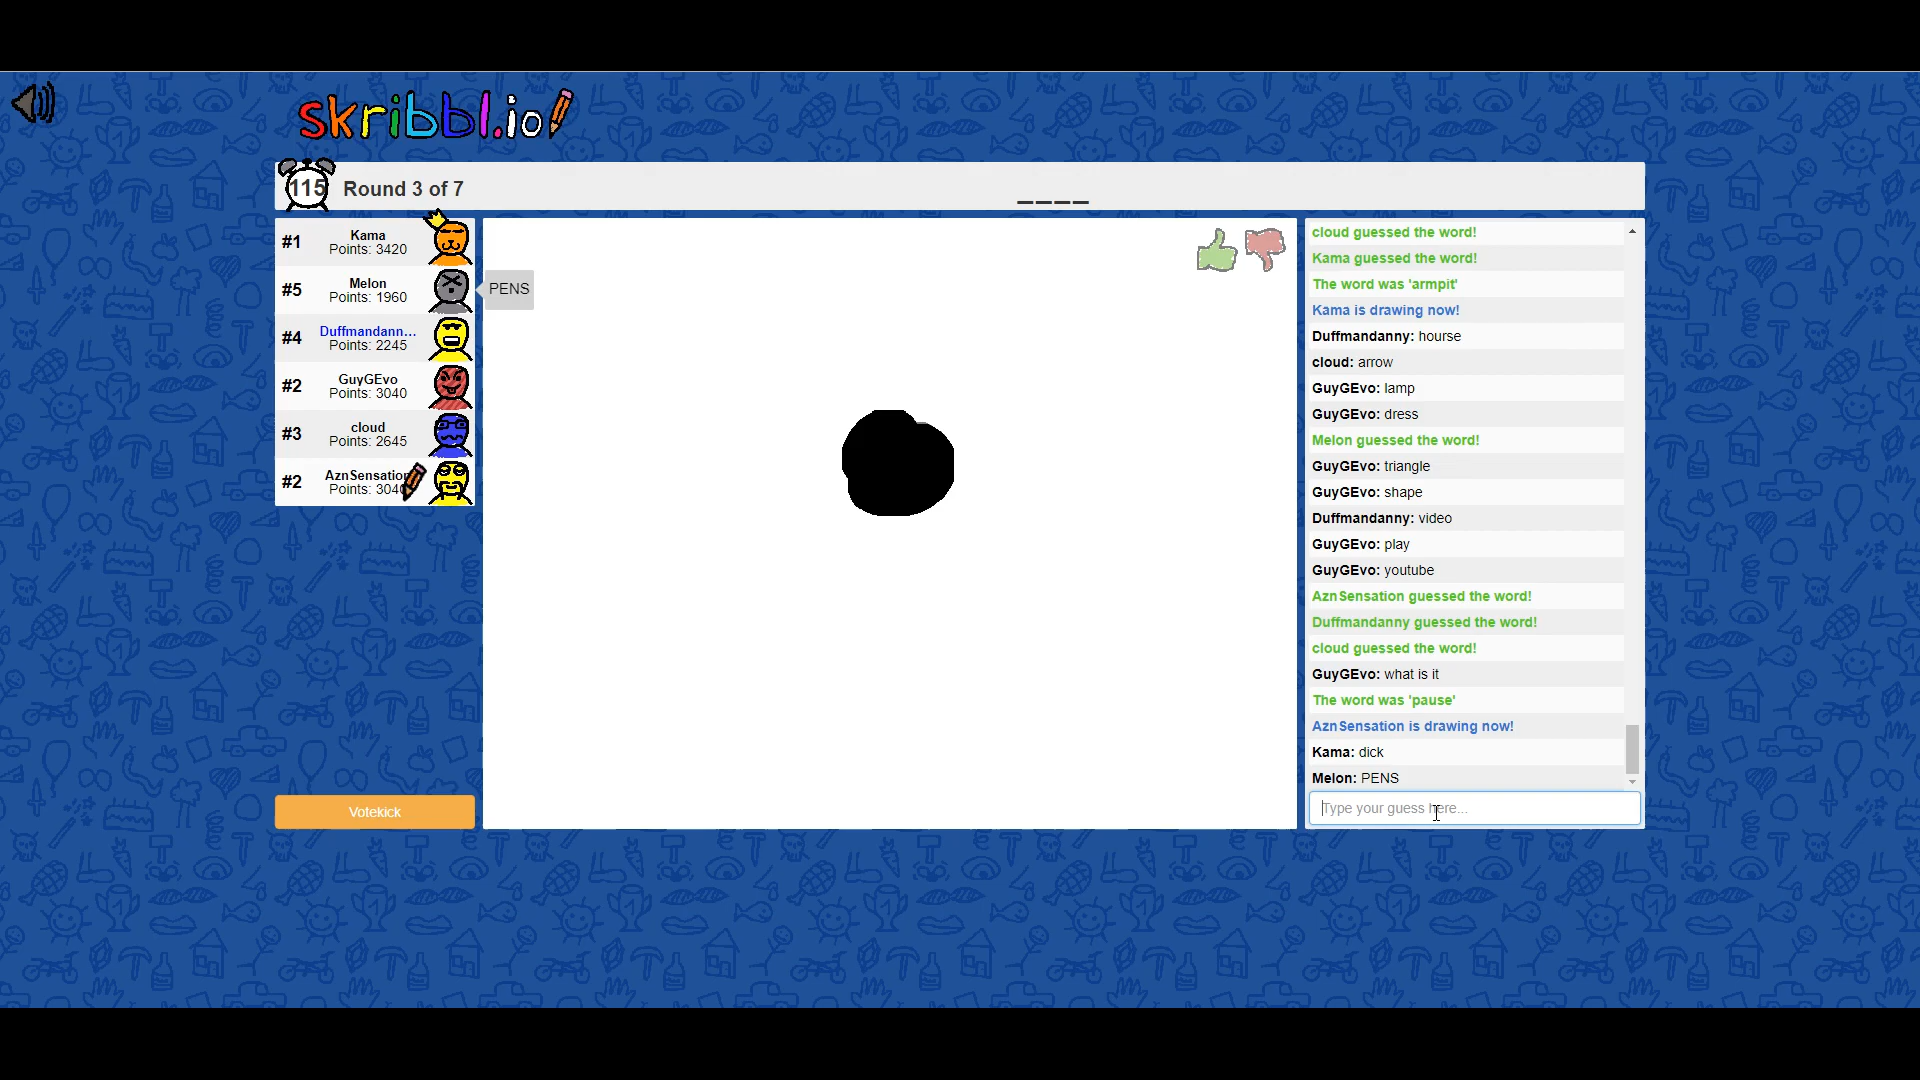 skribbl.io
115 Round 3 of 7
____
#1 Kama
Points: 3420
#5 Melon
Points: 1960
PENS
#4 Duffmandann...
Points: 2245
#2 GuyGEvo
Points: 3040
#3 cloud
Points: 2645
#2 AznSensation
Points: 3040
Votekick
cloud guessed the word!
Kama guessed the word!
The word was 'armpit'
Kama is drawing now!
Duffmandanny: hourse
cloud: arrow
GuyGEvo: lamp
GuyGEvo: dress
Melon guessed the word!
GuyGEvo: triangle
GuyGEvo: shape
Duffmandanny: video
GuyGEvo: play
GuyGEvo: youtube
AznSensation guessed the word!
Duffmandanny guessed the word!
cloud guessed the word!
GuyGEvo: what is it
The word was 'pause'
AznSensation is drawing now!
Kama: dick
Melon: PENS
Type your guess here...